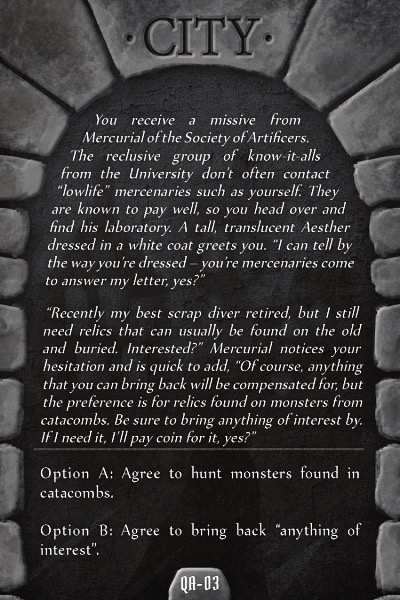 · CITY ·
You receive a missive from
Mercurial of the Society of Artificers.
The reclusive group of know-it-alls
from the University don't often contact
“lowlife” mercenaries such as yourself. They
are known to pay well, so you head over and
find his laboratory. A tall, translucent Aesther
dressed in a white coat greets you. “I can tell by
the way you're dressed – you're mercenaries come
to answer my letter, yes?”
“Recently my best scrap diver retired, but I still
need relics that can usually be found on the old
and buried. Interested?” Mercurial notices your
hesitation and is quick to add, “Of course, anything
that you can bring back will be compensated for, but
the preference is for relics found on monsters from
catacombs. Be sure to bring anything of interest by.
If I need it, I'll pay coin for it, yes?”
Option A: Agree to hunt monsters found in
catacombs.
Option B: Agree to bring back “anything of
interest”.
QA-03